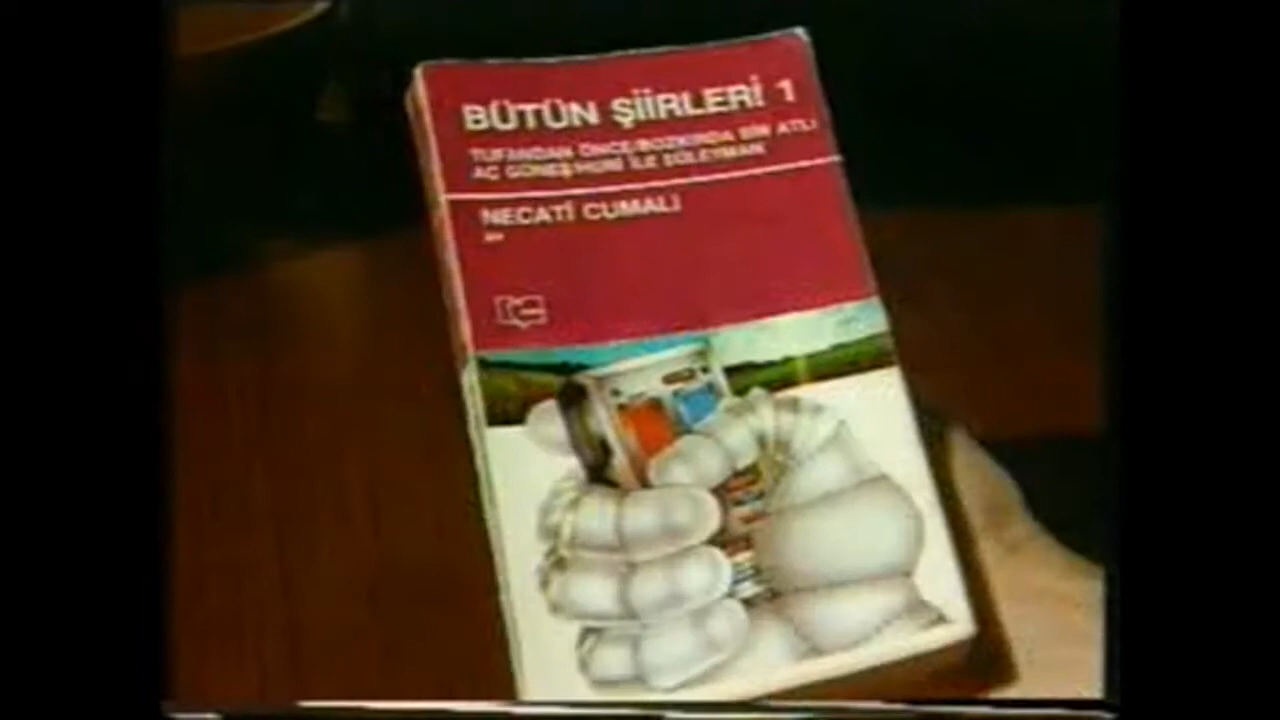 BÜTÜN ŞİİRLERİ 1
TUFANDAN ÖNCE/BOZKIRDA BİR ATLI
AÇ GÜNEŞ/NURİ İLE SÜLEYMAN
NECATİ CUMALI